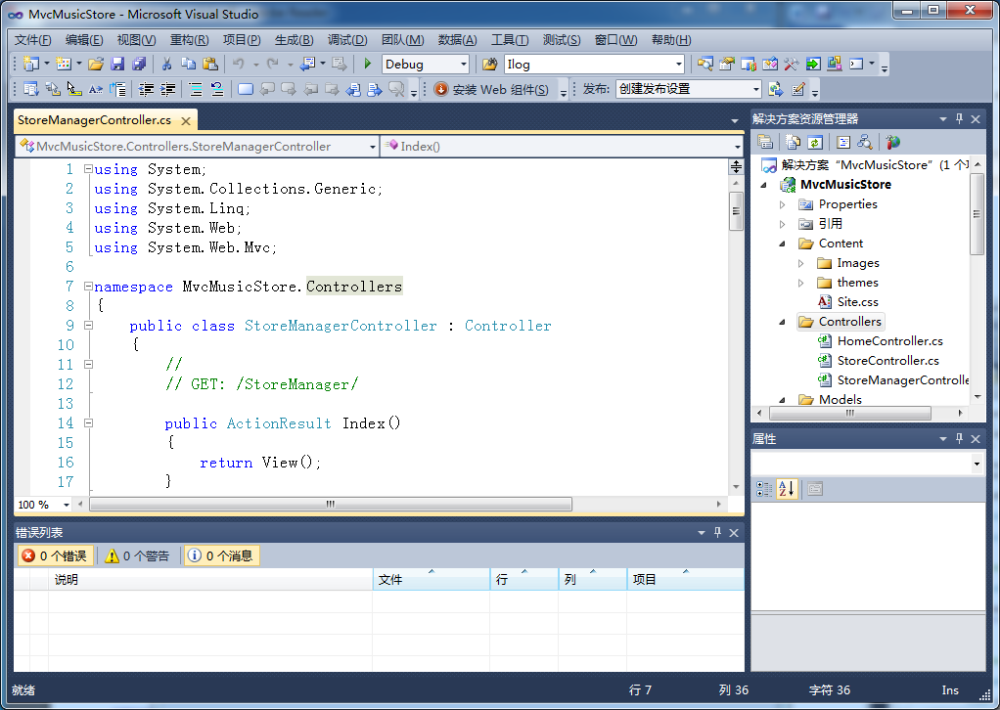 MvcMusicStore - Microsoft Visual Studio
文件(F) 编辑(E) 视图(V) 重构(R) 项目(P) 生成(B) 调试(D) 团队(M) 数据(A) 工具(T) 测试(S) 窗口(W) 帮助(H)
Debug Ilog
安装 Web 组件(S) 发布: 创建发布设置
StoreManagerController.cs
MvcMusicStore.Controllers.StoreManagerController Index()
1 using System;
2 using System.Collections.Generic;
3 using System.Linq;
4 using System.Web;
5 using System.Web.Mvc;
6
7 namespace MvcMusicStore.Controllers
8 {
9 public class StoreManagerController : Controller
10 {
11 //
12 // GET: /StoreManager/
13
14 public ActionResult Index()
15 {
16 return View();
17 }
100 %
解决方案资源管理器
解决方案 “MvcMusicStore” (1 个
MvcMusicStore
Properties
引用
Content
Images
themes
Site.css
Controllers
HomeController.cs
StoreController.cs
StoreManagerControlle
Models
属性
错误列表
0 个错误 0 个警告 0 个消息
说明 文件 行 列 项目
就绪 行 7 列 36 字符 36 Ins